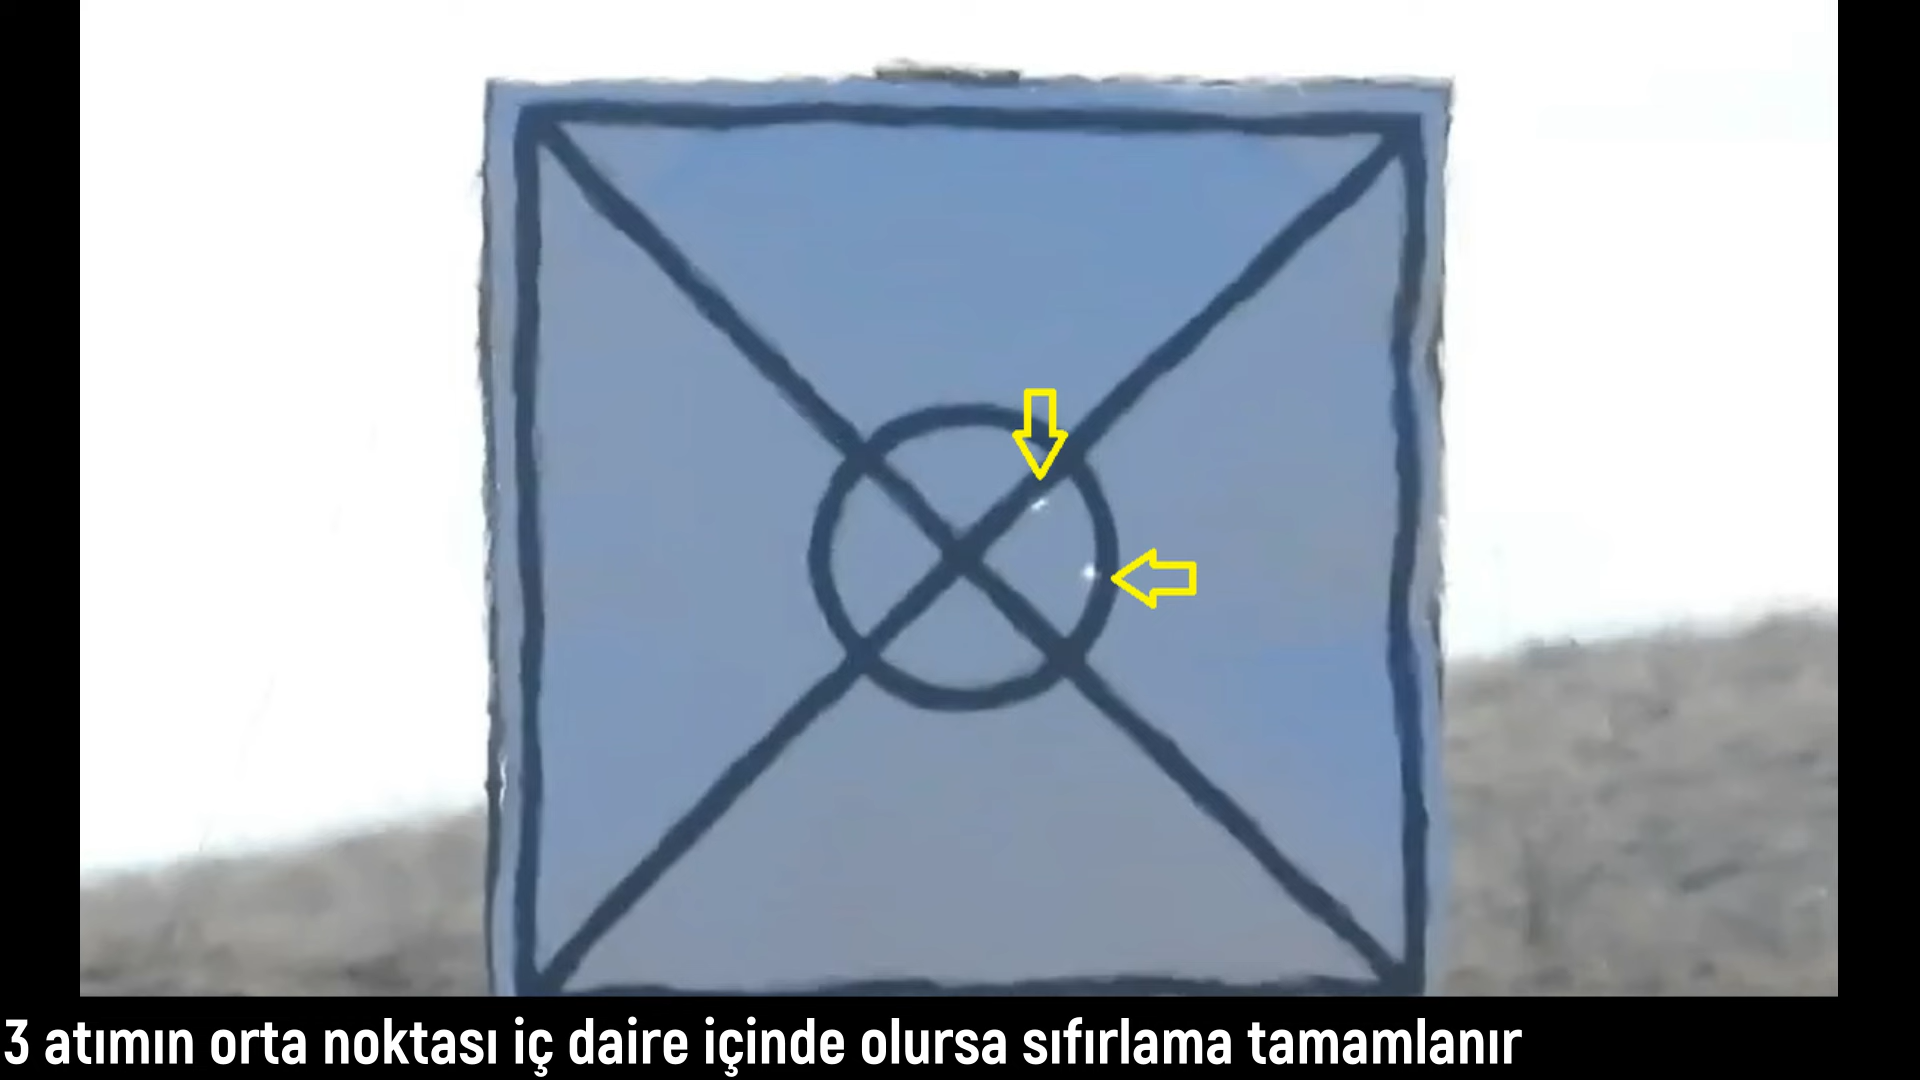 3 atımın orta noktası iç daire içinde olursa sıfırlama tamamlanır